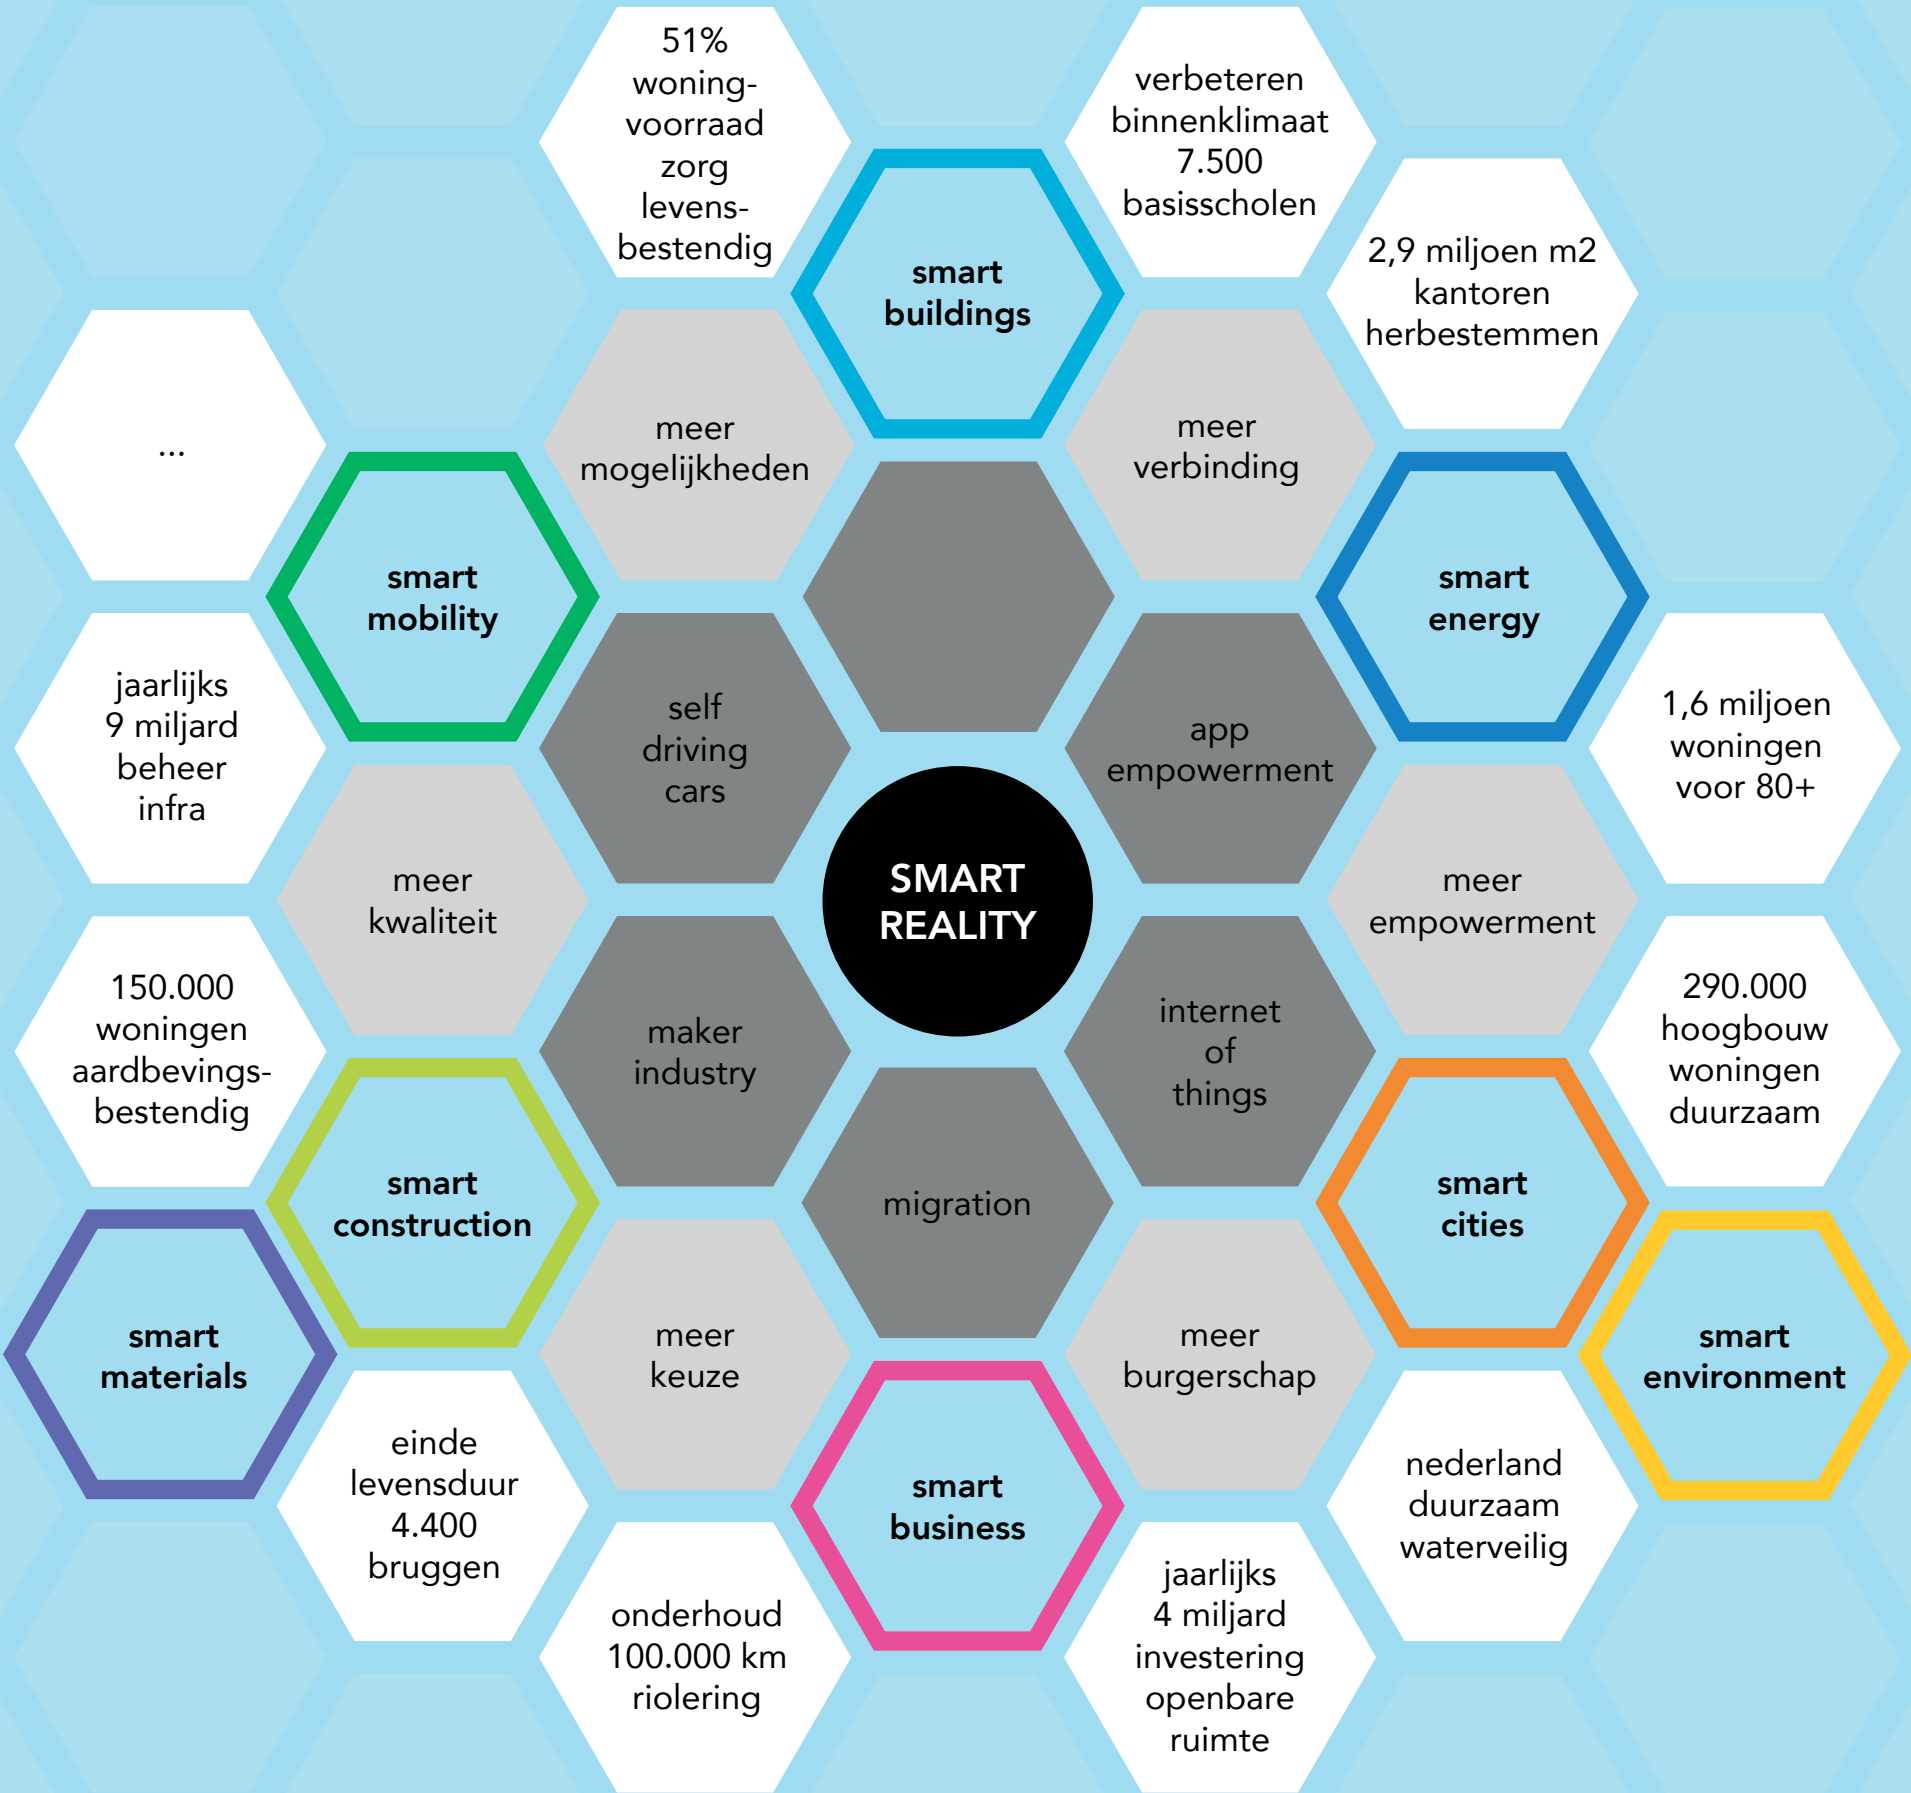 51%
woning-
voorraad
zorg
levens-
bestendig
verbeteren
binnenklimaat
7.500
basisscholen
smart
buildings
2,9 miljoen m2
kantoren
herbestemmen
...
meer
mogelijkheden
meer
verbinding
smart
mobility
smart
energy
jaarlijks
9 miljard
beheer
infra
self
driving
cars
app
empowerment
1,6 miljoen
woningen
voor 80+
meer
kwaliteit
SMART
REALITY
meer
empowerment
150.000
woningen
aardbevings-
bestendig
maker
industry
internet
of
things
290.000
hoogbouw
woningen
duurzaam
smart
construction
migration
smart
cities
smart
materials
meer
keuze
meer
burgerschap
smart
environment
einde
levensduur
4.400
bruggen
smart
business
nederland
duurzaam
waterveilig
onderhoud
100.000 km
riolering
jaarlijks
4 miljard
investering
openbare
ruimte